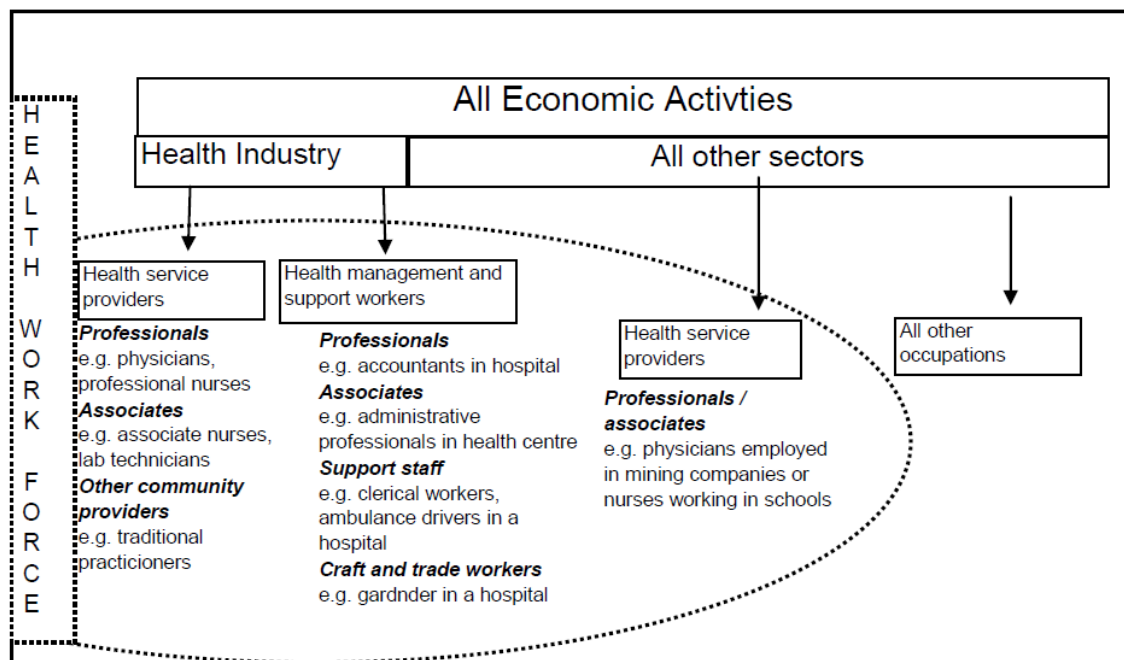 All Economic Activties
Health Industry
All other sectors
HEALTH WORK FORCE
Health service
providers
Professionals
e.g. physicians,
professional nurses
Associates
e.g. associate nurses,
lab technicians
Other community
providers
e.g. traditional
practicioners
Health management and
support workers
Professionals
e.g. accountants in hospital
Associates
e.g. administrative
professionals in health centre
Support staff
e.g. clerical workers,
ambulance drivers in a
hospital
Craft and trade workers
e.g. gardnder in a hospital
Health service
providers
Professionals /
associates
e.g. physicians employed
in mining companies or
nurses working in schools
All other
occupations